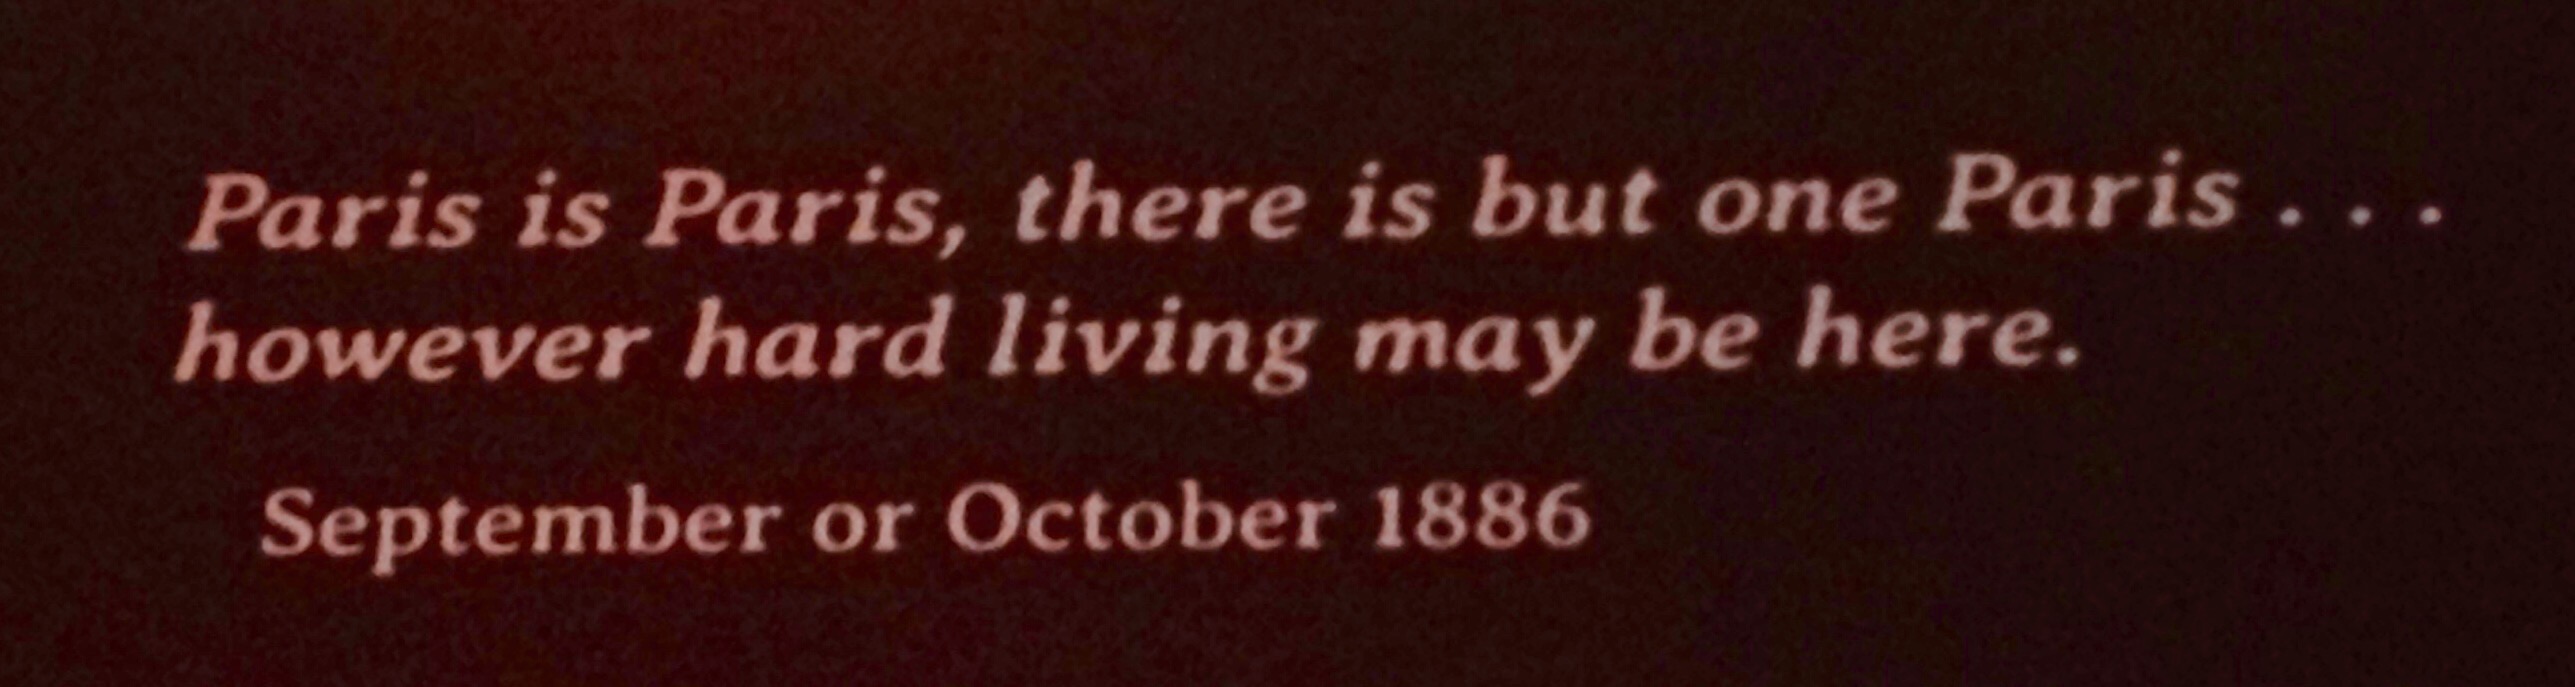 Paris is Paris, there is but one Paris . . .
however hard living may be here.
September or October 1886